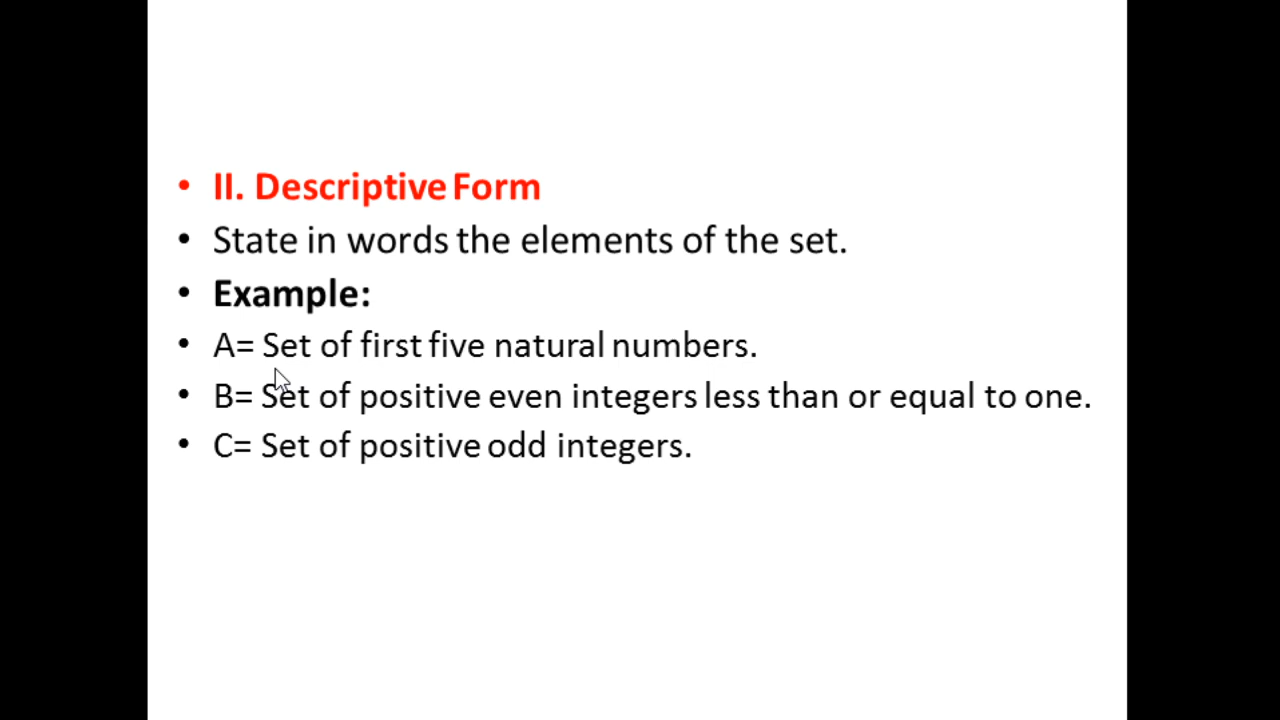 • II. Descriptive Form
• State in words the elements of the set.
• Example:
• A= Set of first five natural numbers.
• B= Set of positive even integers less than or equal to one.
• C= Set of positive odd integers.